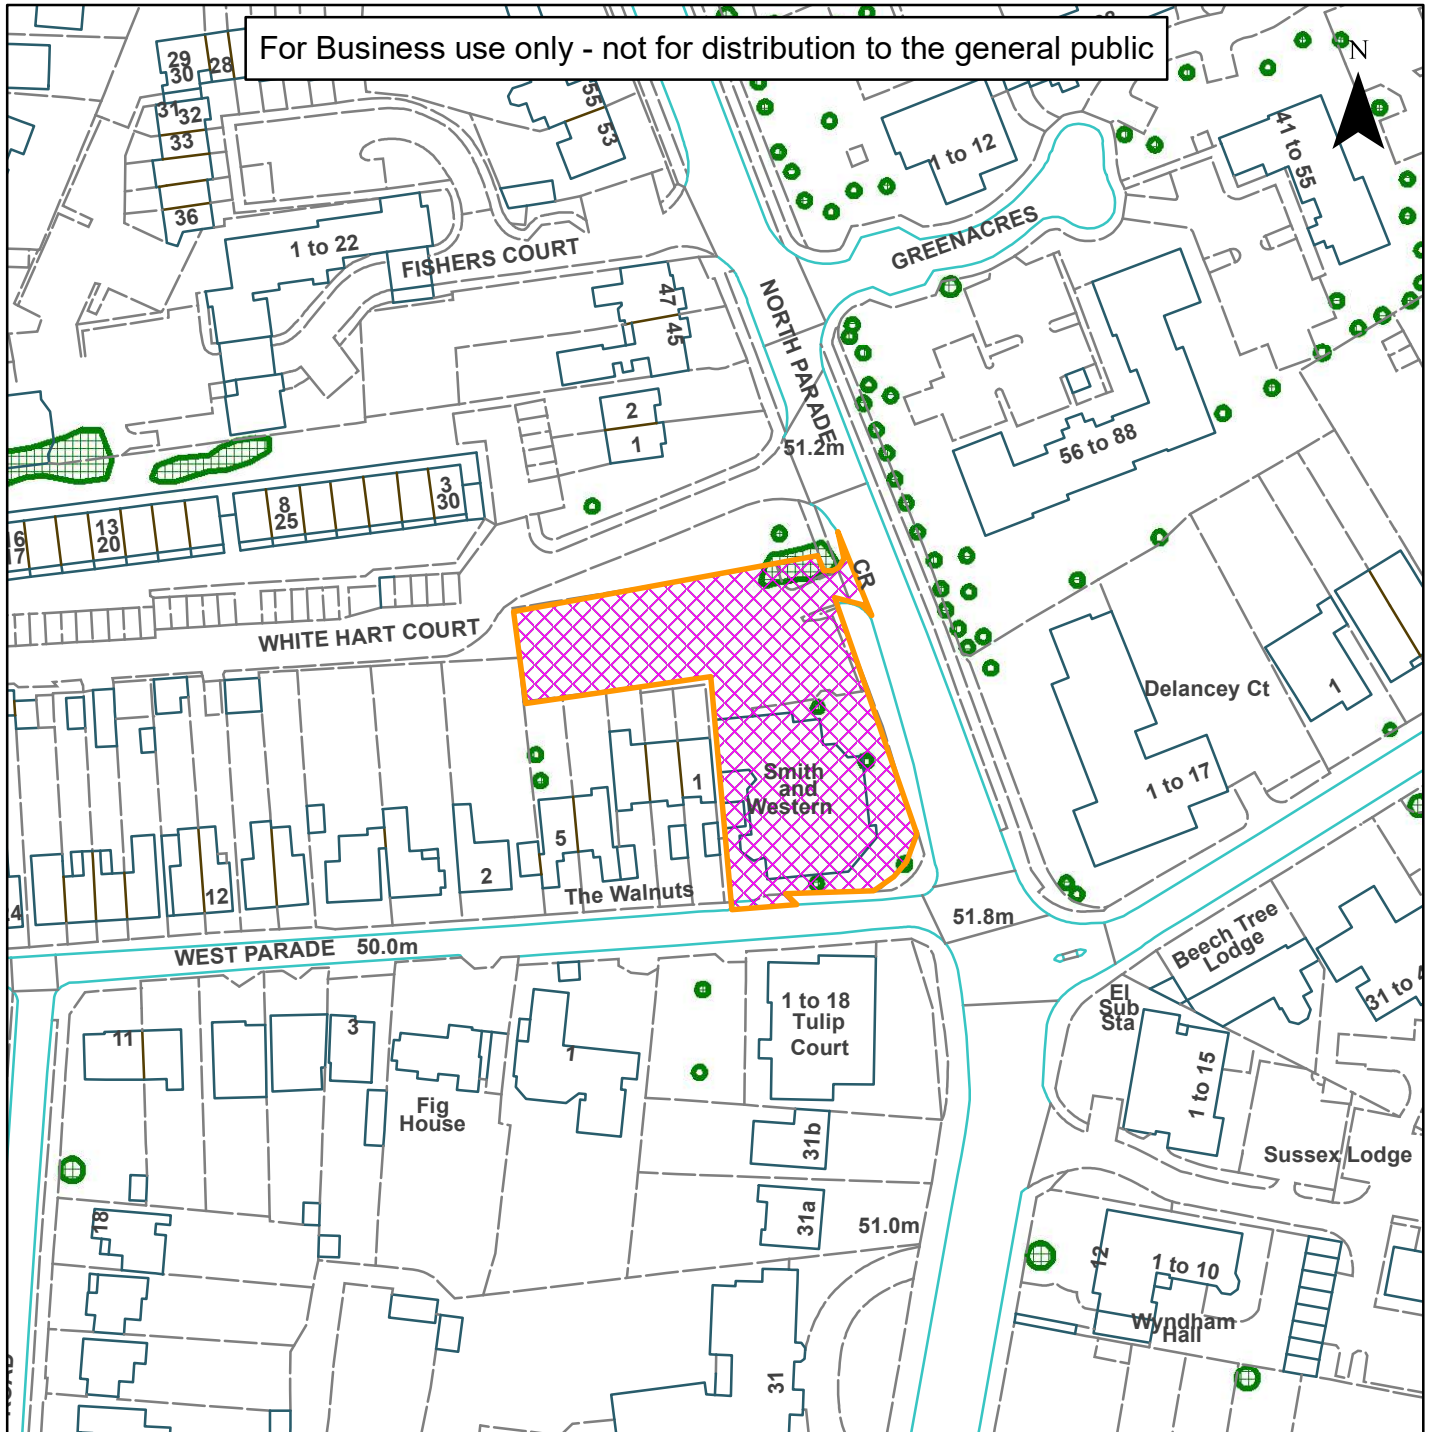 For Business use only - not for distribution to the general public
N
29
30
28
31
32
33
36
55
53
1 to 12
41 to 55
1 to 22
FISHERS COURT
GREENACRES
47
45
NORTH PARADE
2
1
51.2m
56 to 88
3
30
8
25
13
20
16
17
CR
WHITE HART COURT
Delancey Ct
1
1 to 17
Smith
and
Western
1
5
2
12
The Walnuts
WEST PARADE
50.0m
51.8m
Beech Tree
Lodge
El
Sub
Sta
1 to 18
Tulip
Court
11
3
1
Fig
House
31b
1 to 15
Sussex Lodge
18
31a
51.0m
12
1 to 10
Wyndham
Hall
31